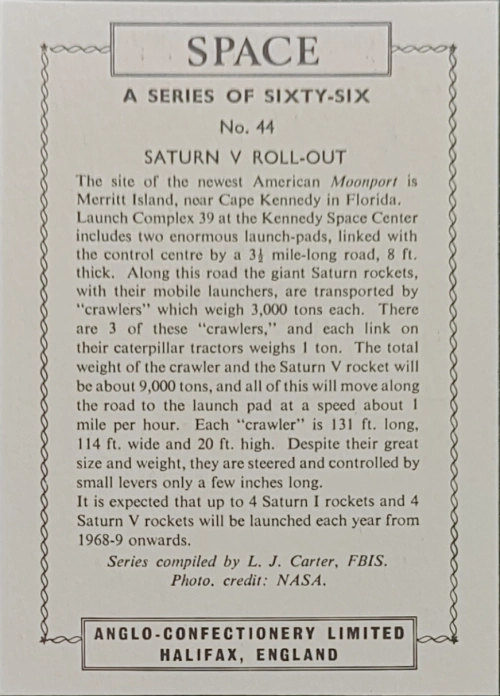 SPACE
A SERIES OF SIXTY-SIX
No. 44
SATURN V ROLL-OUT
The site of the newest American Moonport is
Merritt Island, near Cape Kennedy in Florida.
Launch Complex 39 at the Kennedy Space Center
includes two enormous launch-pads, linked with
the control centre by a 3½ mile-long road, 8 ft.
thick. Along this road the giant Saturn rockets,
with their mobile launchers, are transported by
"crawlers" which weigh 3,000 tons each. There
are 3 of these "crawlers," and each link on
their caterpillar tractors weighs 1 ton. The total
weight of the crawler and the Saturn V rocket will
be about 9,000 tons, and all of this will move along
the road to the launch pad at a speed about 1
mile per hour. Each "crawler" is 131 ft. long,
114 ft. wide and 20 ft. high. Despite their great
size and weight, they are steered and controlled by
small levers only a few inches long.
It is expected that up to 4 Saturn I rockets and 4
Saturn V rockets will be launched each year from
1968-9 onwards.
Series compiled by L. J. Carter, FBIS.
Photo. credit: NASA.
ANGLO-CONFECTIONERY LIMITED
HALIFAX, ENGLAND